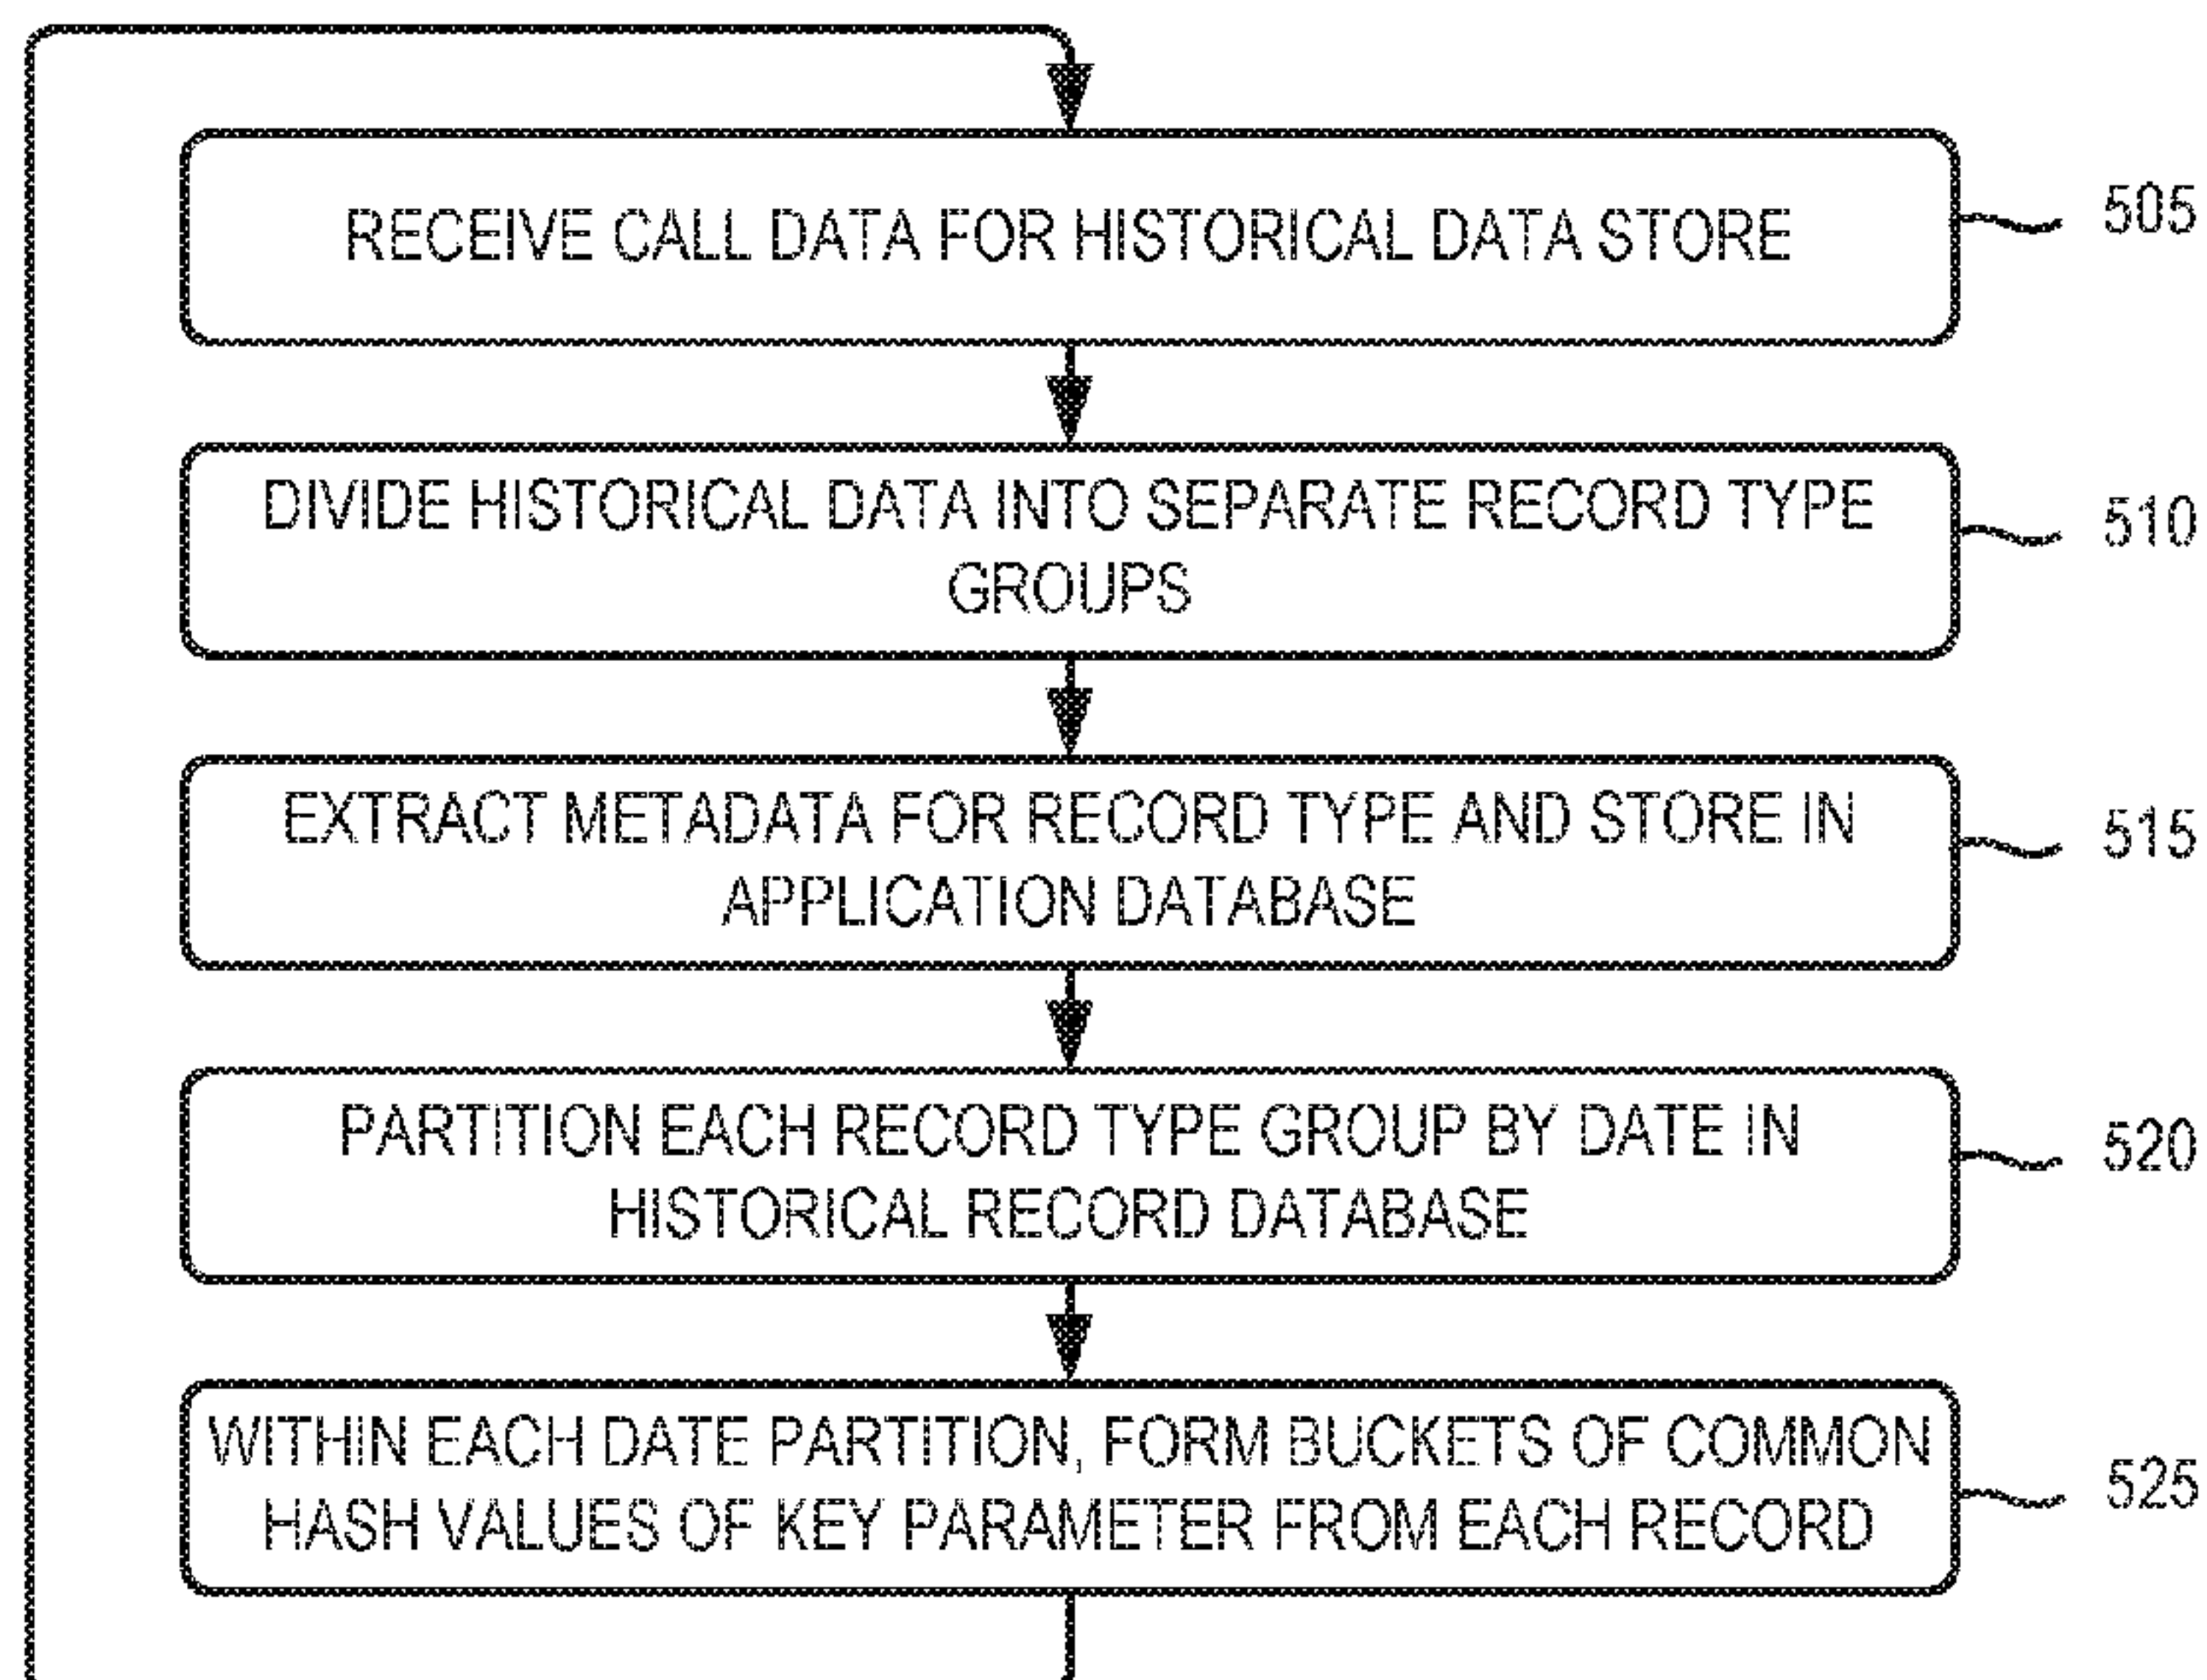 RECEIVE CALL DATA FOR HISTORICAL DATA STORE
505
DIVIDE HISTORICAL DATA INTO SEPARATE RECORD TYPE
GROUPS
510
EXTRACT METADATA FOR RECORD TYPE AND STORE IN
APPLICATION DATABASE
515
PARTITION EACH RECORD TYPE GROUP BY DATE IN
HISTORICAL RECORD DATABASE
520
WITHIN EACH DATE PARTITION, FORM BUCKETS OF COMMON
HASH VALUES OF KEY PARAMETER FROM EACH RECORD
525